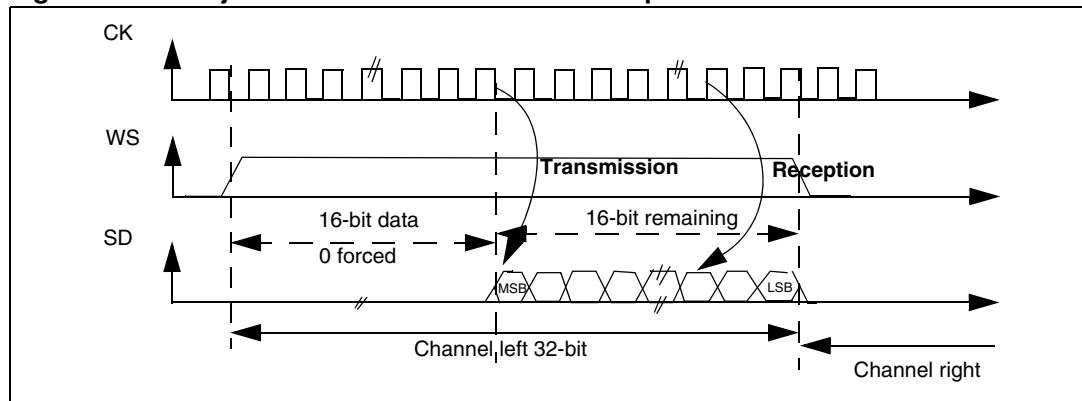 CK
WS
Transmission
Reception
16-bit data
16-bit remaining
SD
0 forced
MSB
LSB
Channel left 32-bit
Channel right